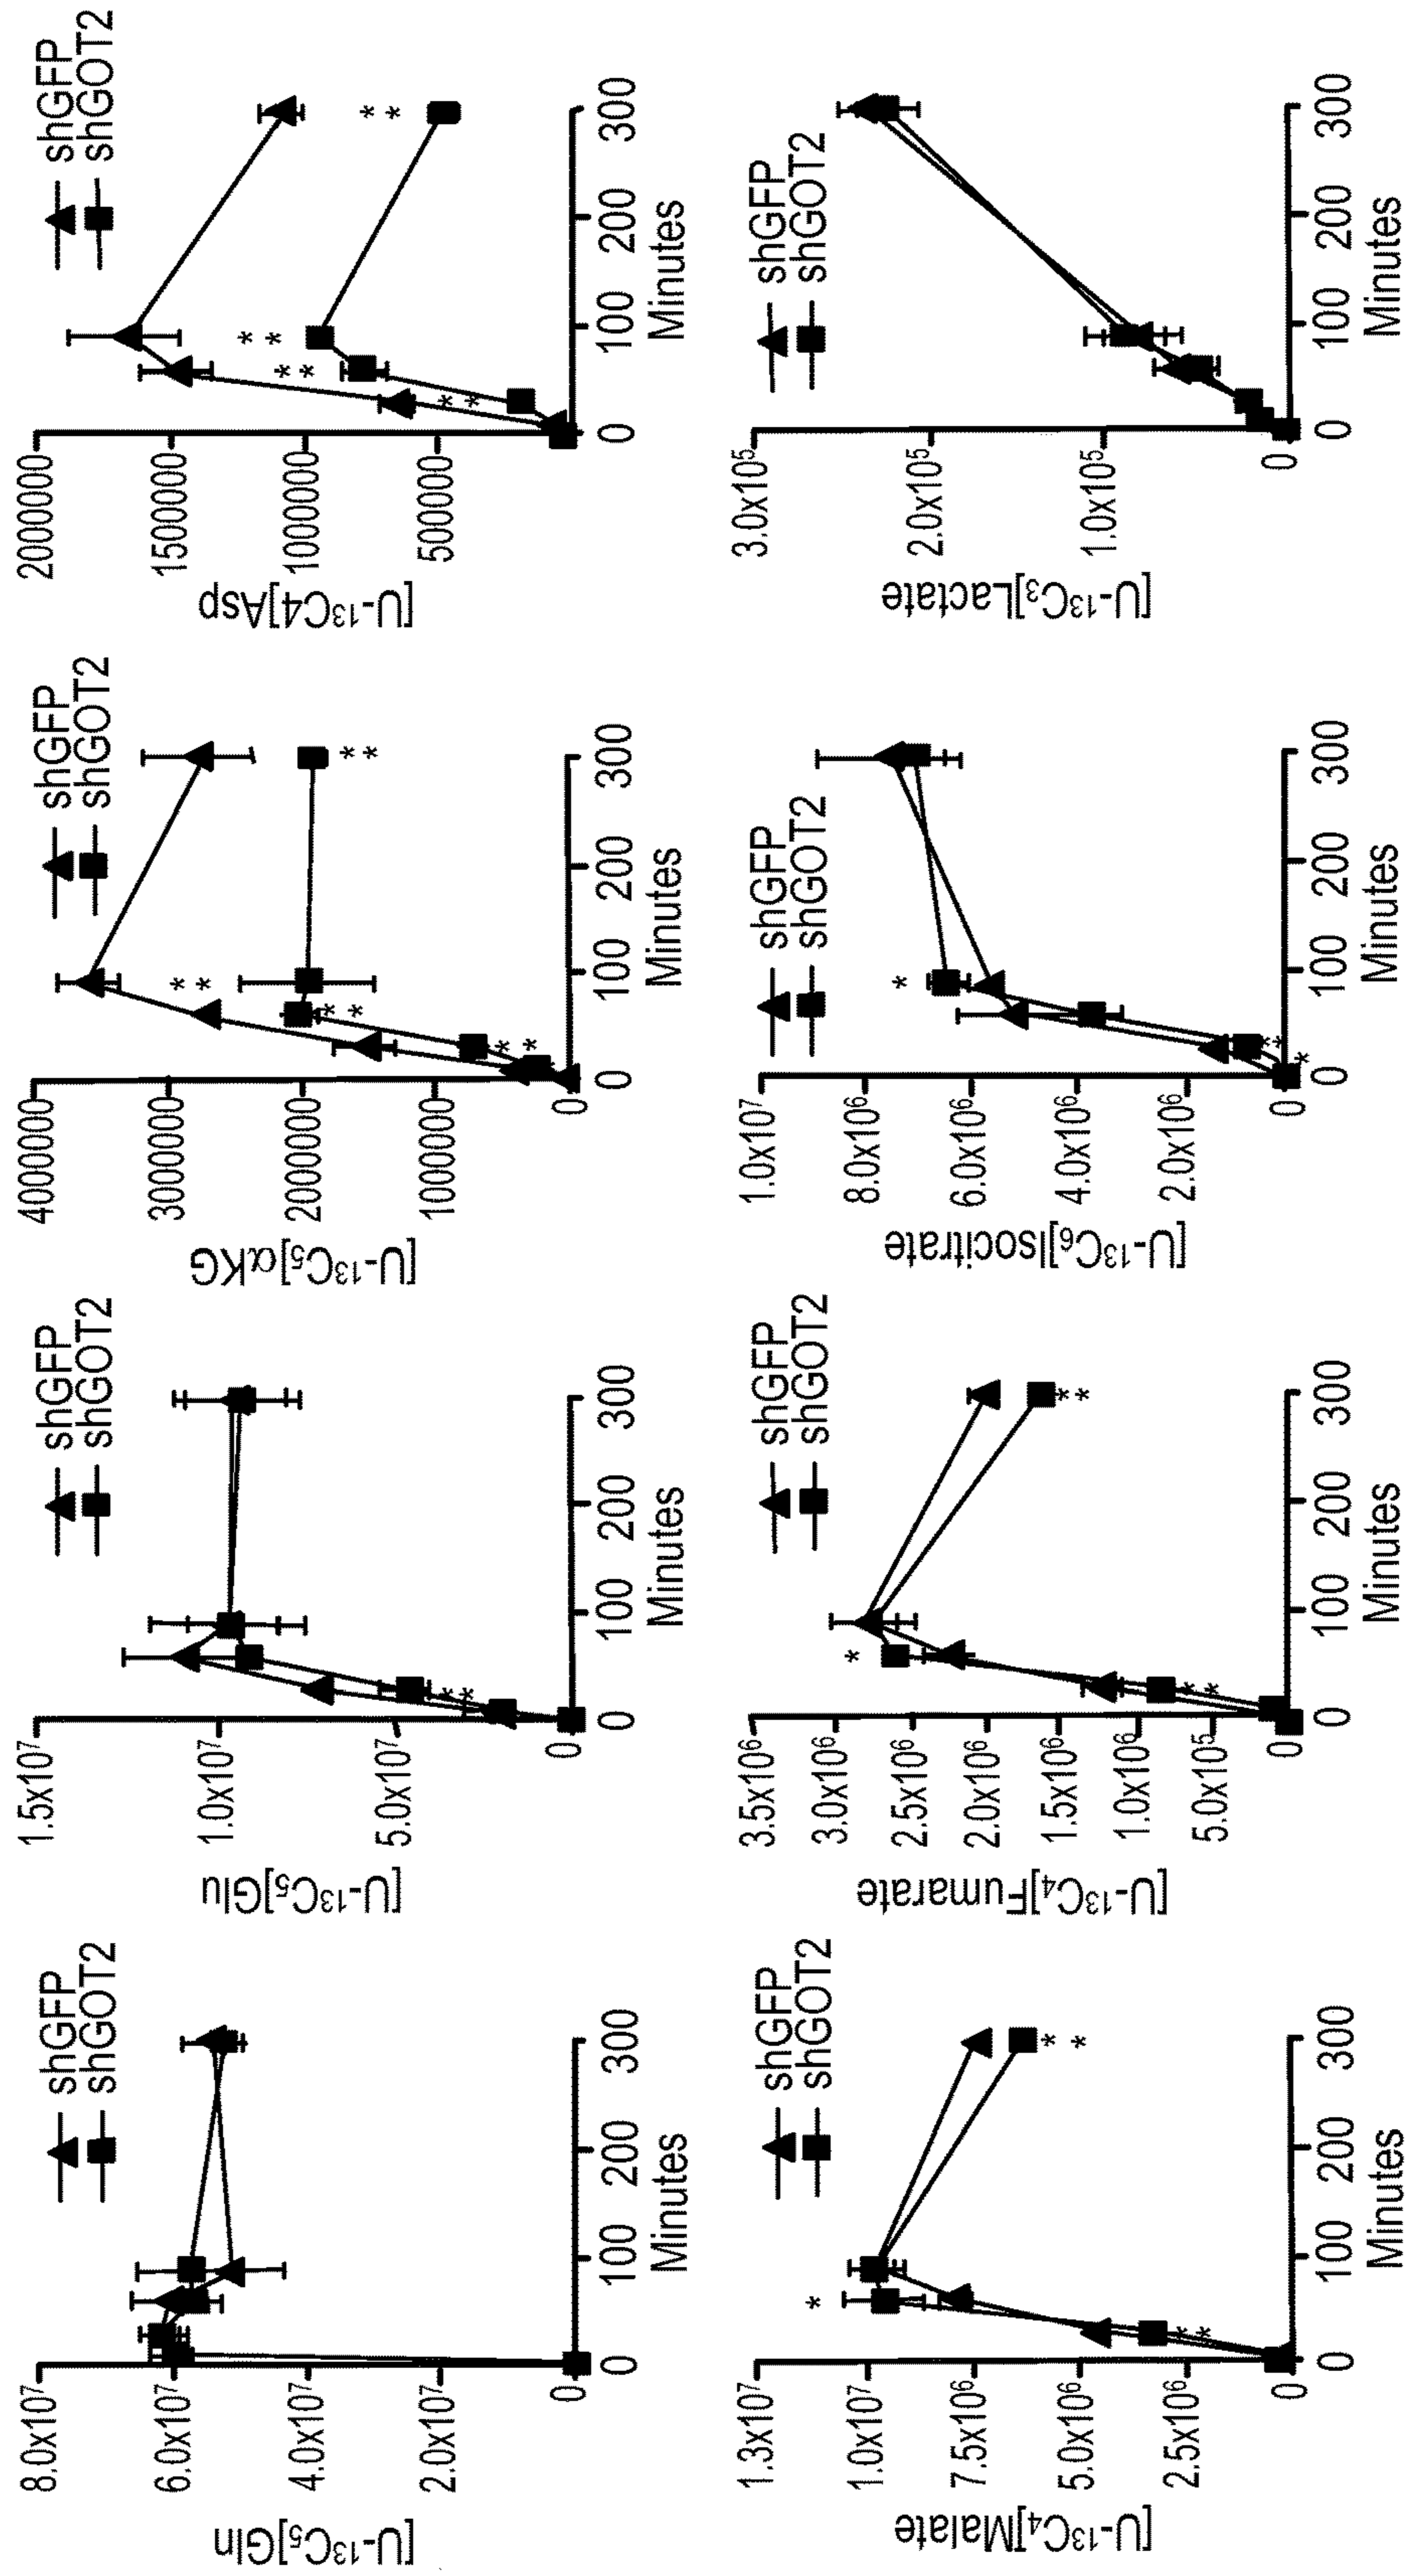 [U-¹³C₅]Gln
8.0x10⁷
6.0x10⁷
4.0x10⁷
2.0x10⁷
0
0 100 200 300
Minutes
shGFP
shGOT2
[U-¹³C₅]Glu
1.5x10⁷
1.0x10⁷
5.0x10⁷
0
0 100 200 300
Minutes
shGFP
shGOT2
**
[U-¹³C₅]αKG
4000000
3000000
2000000
1000000
0
0 100 200 300
Minutes
shGFP
shGOT2
**
**
**
**
[U-¹³C4]Asp
2000000
1500000
1000000
500000
0
0 100 200 300
Minutes
shGFP
shGOT2
**
**
**
**
[U-¹³C₄]Malate
1.3x10⁷
1.0x10⁷
7.5x10⁶
5.0x10⁶
2.5x10⁶
0
0 100 200 300
Minutes
shGFP
shGOT2
*
**
**
[U-¹³C₄]Fumarate
3.5x10⁶
3.0x10⁶
2.5x10⁶
2.0x10⁶
1.5x10⁶
1.0x10⁶
5.0x10⁵
0
0 100 200 300
Minutes
shGFP
shGOT2
*
**
**
[U-¹³C₆]Isocitrate
1.0x10⁷
8.0x10⁶
6.0x10⁶
4.0x10⁶
2.0x10⁶
0
0 100 200 300
Minutes
shGFP
shGOT2
*
**
*
[U-¹³C₃]Lactate
3.0x10⁵
2.0x10⁵
1.0x10⁵
0
0 100 200 300
Minutes
shGFP
shGOT2